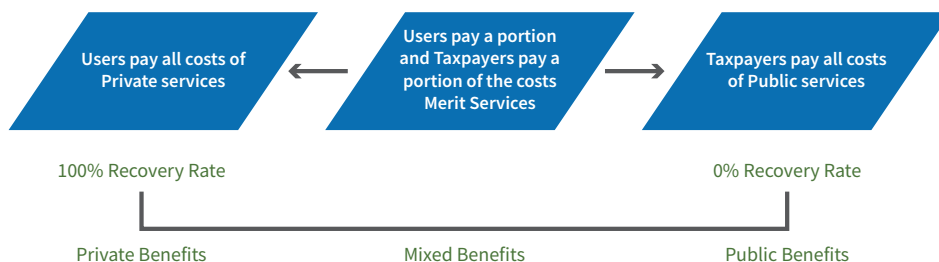 Users pay all costs of
Private services
Users pay a portion
and Taxpayers pay a
portion of the costs
Merit Services
Taxpayers pay all costs
of Public services
100% Recovery Rate
0% Recovery Rate
Private Benefits
Mixed Benefits
Public Benefits